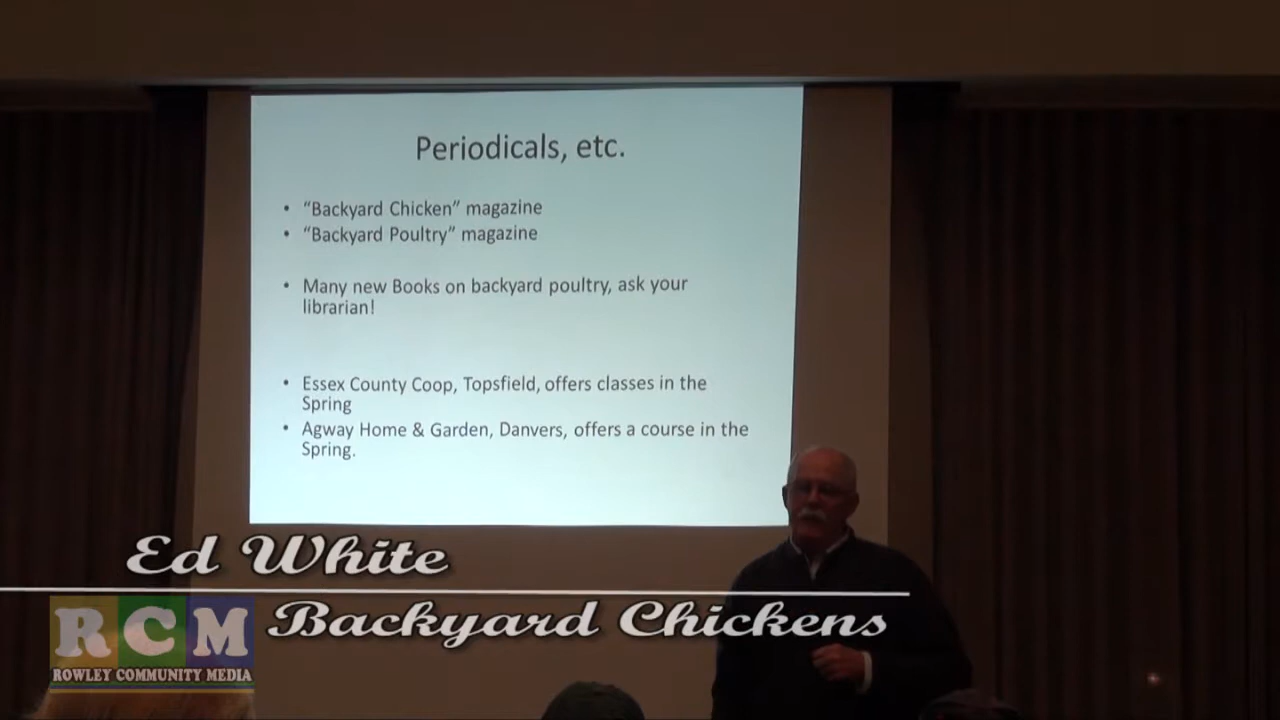 Periodicals, etc.
• “Backyard Chicken” magazine
• “Backyard Poultry” magazine
• Many new Books on backyard poultry, ask your
librarian!
• Essex County Coop, Topsfield, offers classes in the
Spring
• Agway Home & Garden, Danvers, offers a course in the
Spring.
Ed White
Backyard Chickens
RCM
ROWLEY COMMUNITY MEDIA